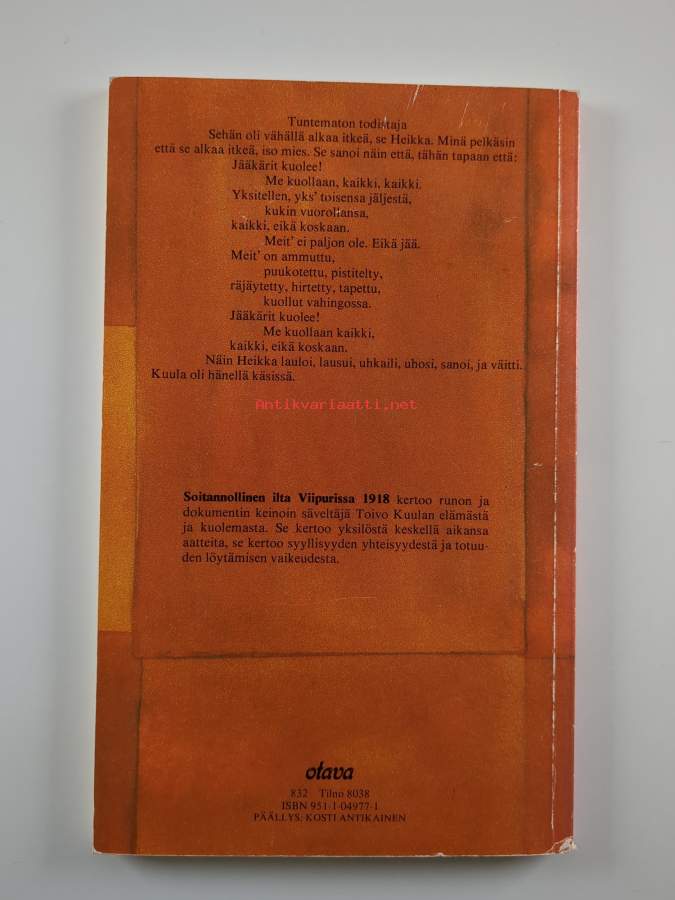 Tuntematon todistaja
Sehän oli vähällä alkaa itkeä, se Heikka. Minä pelkäsin
että se alkaa itkeä, iso mies. Se sanoi näin että, tähän tapaan että:
Jääkärit kuolee!
Me kuollaan, kaikki, kaikki.
Yksitellen, yks' toisensa jäljestä,
kukin vuorollansa,
kaikki, eikä koskaan.
Meit' ei paljon ole. Eikä jää.
Meit' on ammuttu,
puukotettu, pistitelty,
räjäytetty, hirtetty, tapettu,
kuollut vahingossa.
Jääkärit kuolee!
Me kuollaan kaikki,
kaikki, eikä koskaan.
Näin Heikka lauloi, lausui, uhkaili, uhosi, sanoi, ja väitti.
Kuula oli hänellä käsissä.
Antikvariaatti.net
Soitannollinen ilta Viipurissa 1918 kertoo runon ja
dokumentin keinoin säveltäjä Toivo Kuulan elämästä
ja kuolemasta. Se kertoo yksilöstä keskellä aikansa
aatteita, se kertoo syyllisyyden yhteisyydestä ja totuu-
den löytämisen vaikeudesta.
otava
832 Tilno 8038
ISBN 951-1-04977-1
PÄÄLLYS: KOSTI ANTIKAINEN